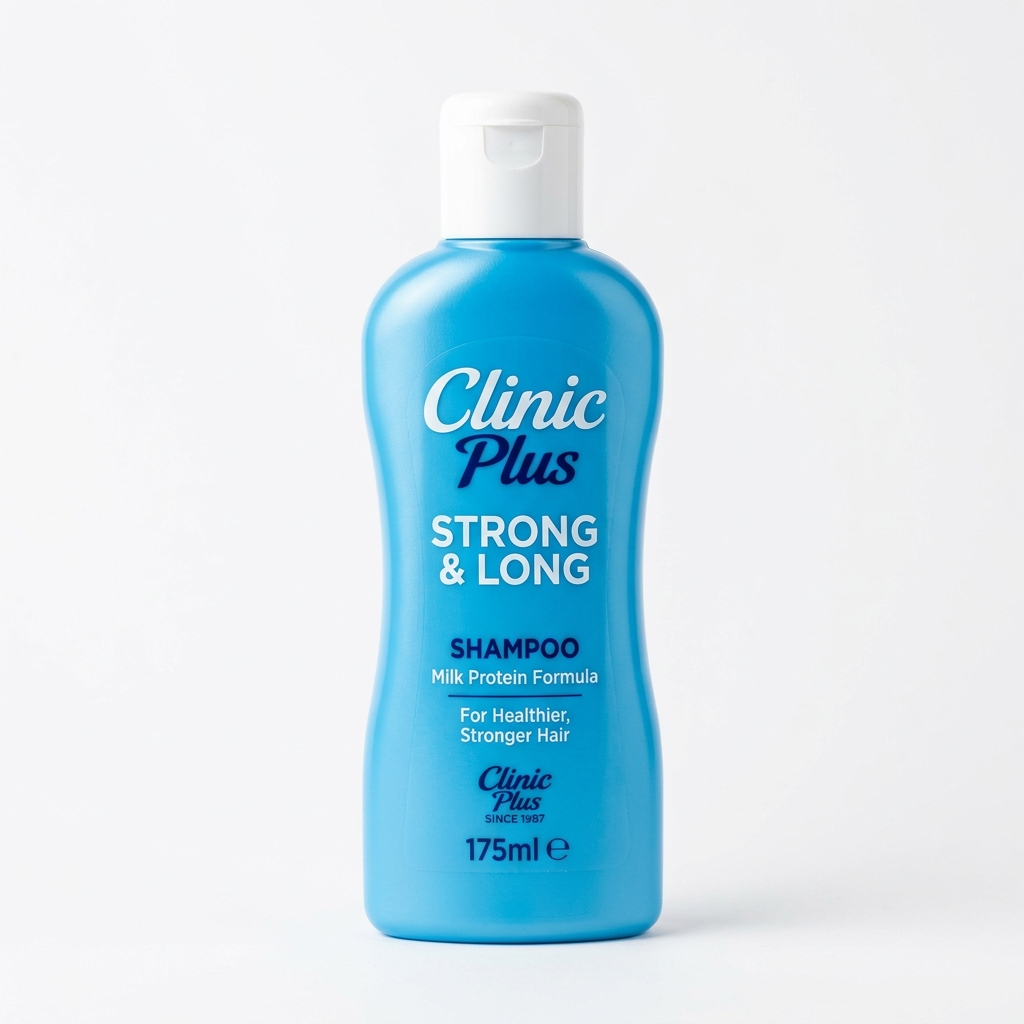 Clinic
Plus
STRONG
& LONG
SHAMPOO
Milk Protein Formula
For Healthier,
Stronger Hair
Clinic
Plus
SINCE 1987
175ml ℮